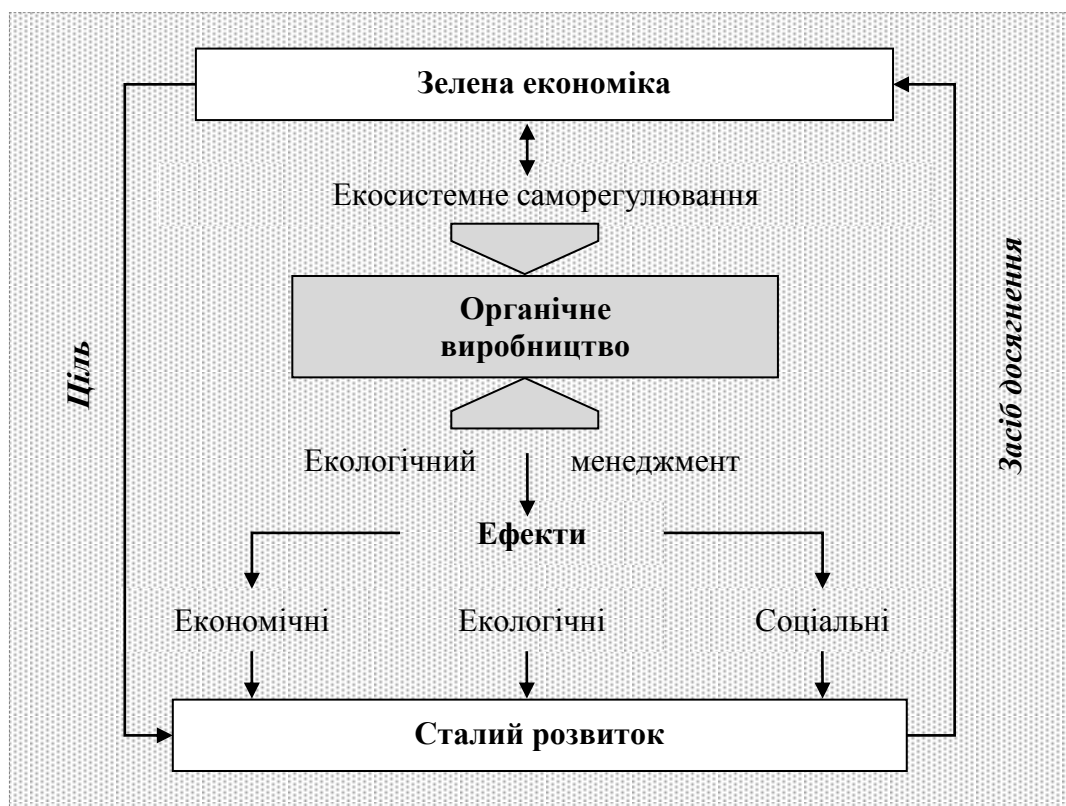 Зелена економіка
Екосистемне саморегулювання
Органічне
виробництво
Ціль
Засіб досягнення
Екологічний менеджмент
Ефекти
Економічні
Екологічні
Соціальні
Сталий розвиток